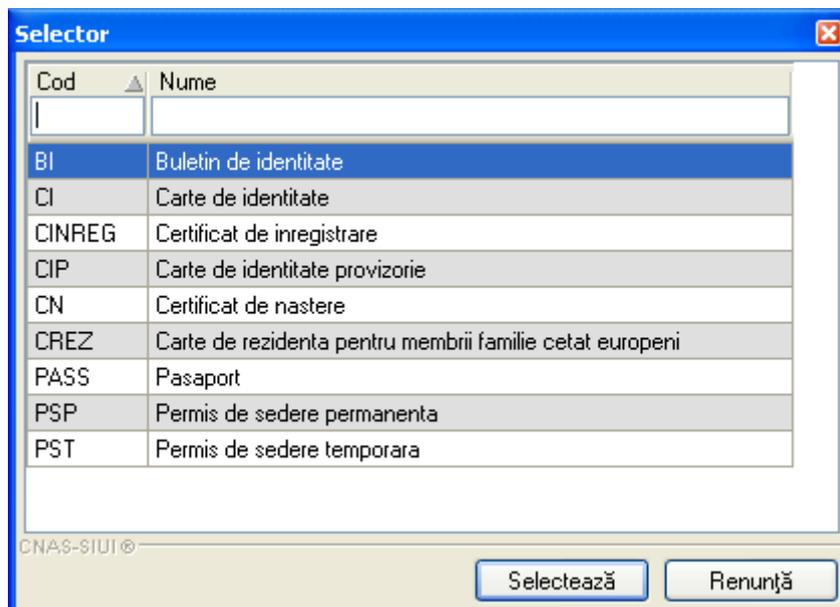 Selector
Cod Nume
BI Buletin de identitate
CI Carte de identitate
CINREG Certificat de inregistrare
CIP Carte de identitate provizorie
CN Certificat de nastere
CREZ Carte de rezidenta pentru membrii familie cetat europeni
PASS Pasaport
PSP Permis de sedere permanenta
PST Permis de sedere temporara
CNAS-SIUI ®
Selectează Renunță